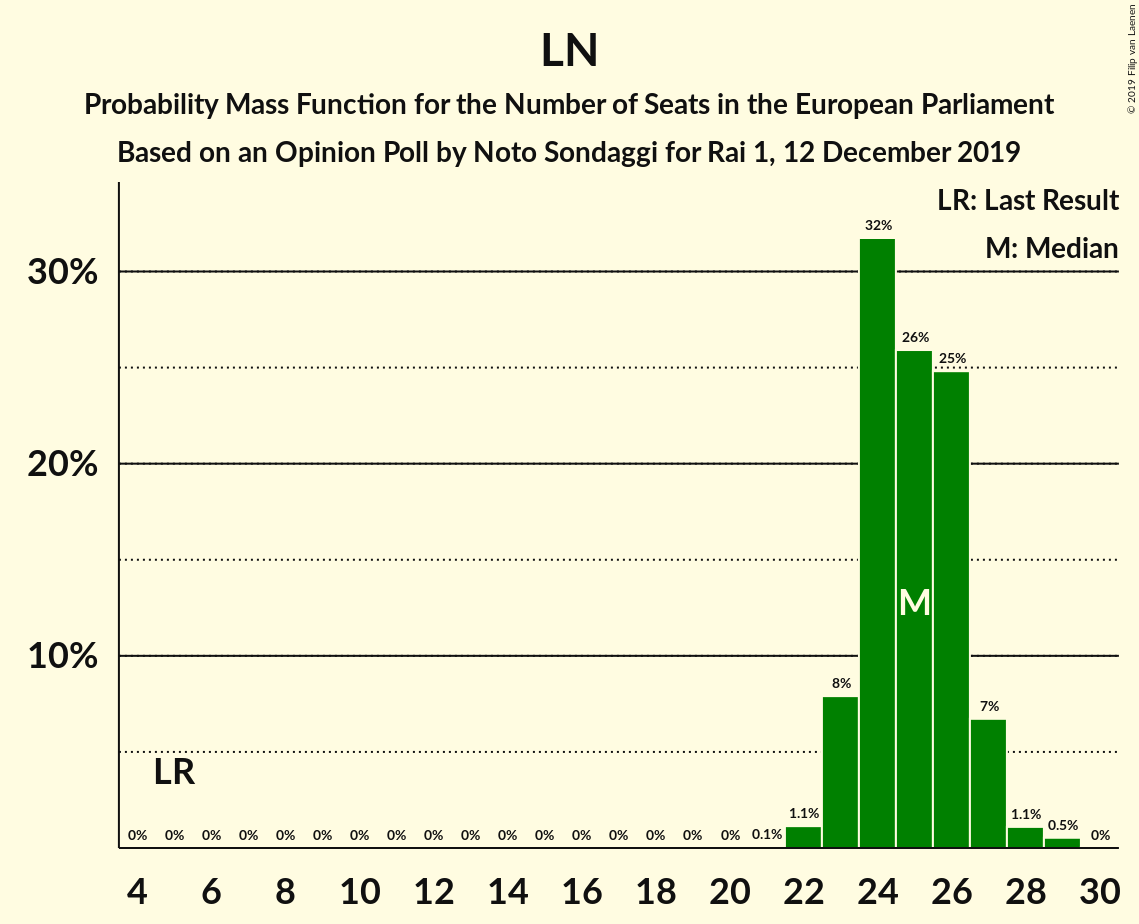 LN
Probability Mass Function for the Number of Seats in the European Parliament
Based on an Opinion Poll by Noto Sondaggi for Rai 1, 12 December 2019
© 2019 Filip van Laenen
LR: Last Result
M: Median
30%
20%
10%
32%
26%
25%
M
8%
7%
LR
0% 0% 0% 0% 0% 0% 0% 0% 0% 0% 0% 0% 0% 0% 0% 0% 0% 0.1% 1.1% 1.1% 0.5% 0%
4 6 8 10 12 14 16 18 20 22 24 26 28 30